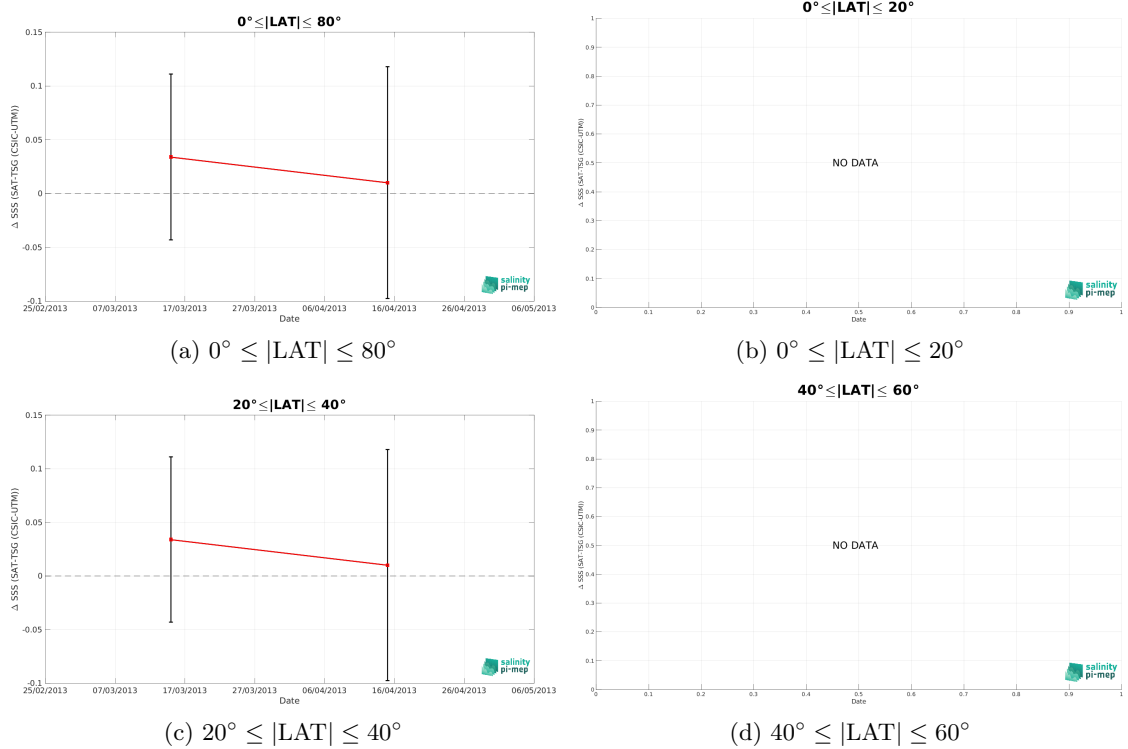 0°≤|LAT|≤ 80°
0.15
0.1
0.05
0
-0.05
-0.1
Δ SSS (SAT-TSG (CSIC-UTM))
25/02/2013 07/03/2013 17/03/2013 27/03/2013 06/04/2013 16/04/2013 26/04/2013 06/05/2013
Date
salinity
pi-mep
(a) 0° ≤ |LAT| ≤ 80°
0°≤|LAT|≤ 20°
1
0.9
0.8
0.7
0.6
0.5
0.4
0.3
0.2
0.1
0
Δ SSS (SAT-TSG (CSIC-UTM))
NO DATA
0 0.1 0.2 0.3 0.4 0.5 0.6 0.7 0.8 0.9 1
Date
salinity
pi-mep
(b) 0° ≤ |LAT| ≤ 20°
20°≤|LAT|≤ 40°
0.15
0.1
0.05
0
-0.05
-0.1
Δ SSS (SAT-TSG (CSIC-UTM))
25/02/2013 07/03/2013 17/03/2013 27/03/2013 06/04/2013 16/04/2013 26/04/2013 06/05/2013
Date
salinity
pi-mep
(c) 20° ≤ |LAT| ≤ 40°
40°≤|LAT|≤ 60°
1
0.9
0.8
0.7
0.6
0.5
0.4
0.3
0.2
0.1
0
Δ SSS (SAT-TSG (CSIC-UTM))
NO DATA
0 0.1 0.2 0.3 0.4 0.5 0.6 0.7 0.8 0.9 1
Date
salinity
pi-mep
(d) 40° ≤ |LAT| ≤ 60°